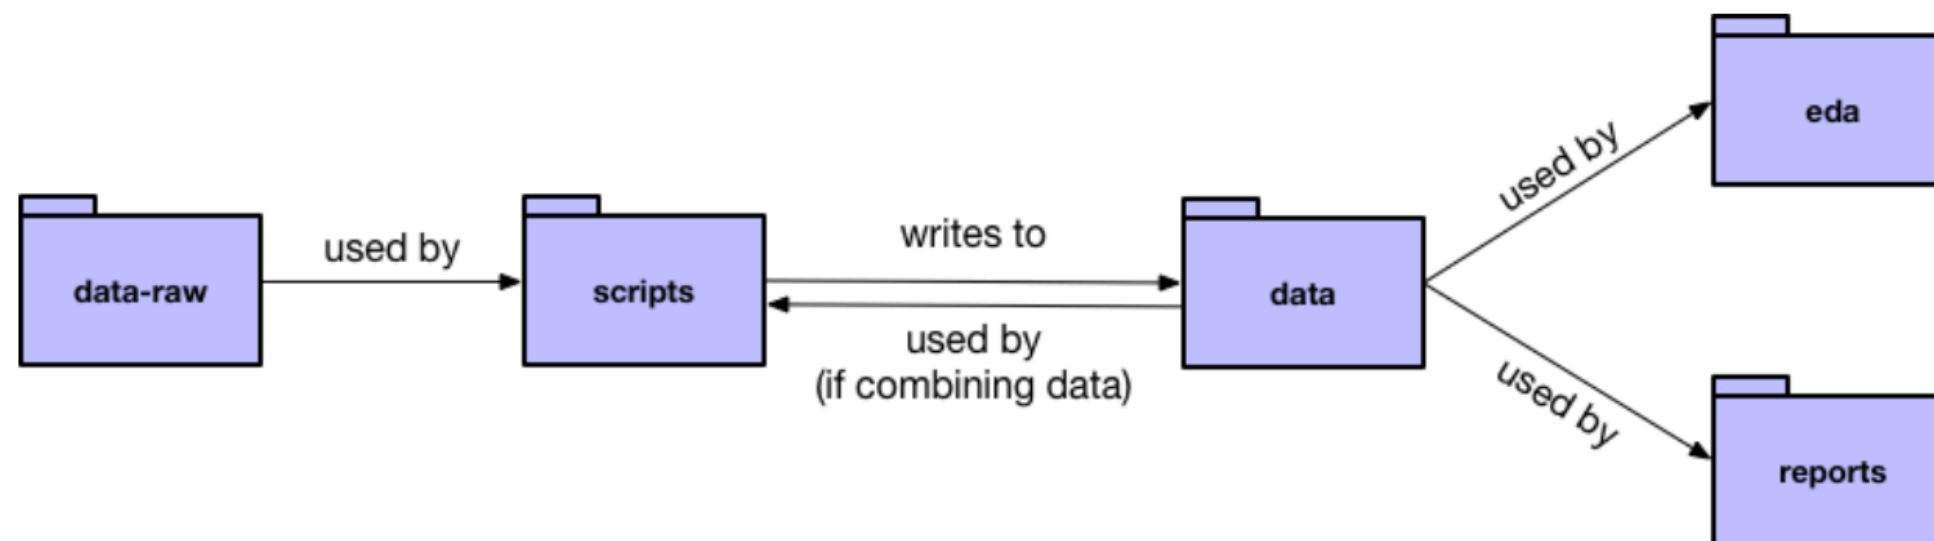 eda
used by
data-raw
used by
scripts
writes to
used by
(if combining data)
data
used by
reports